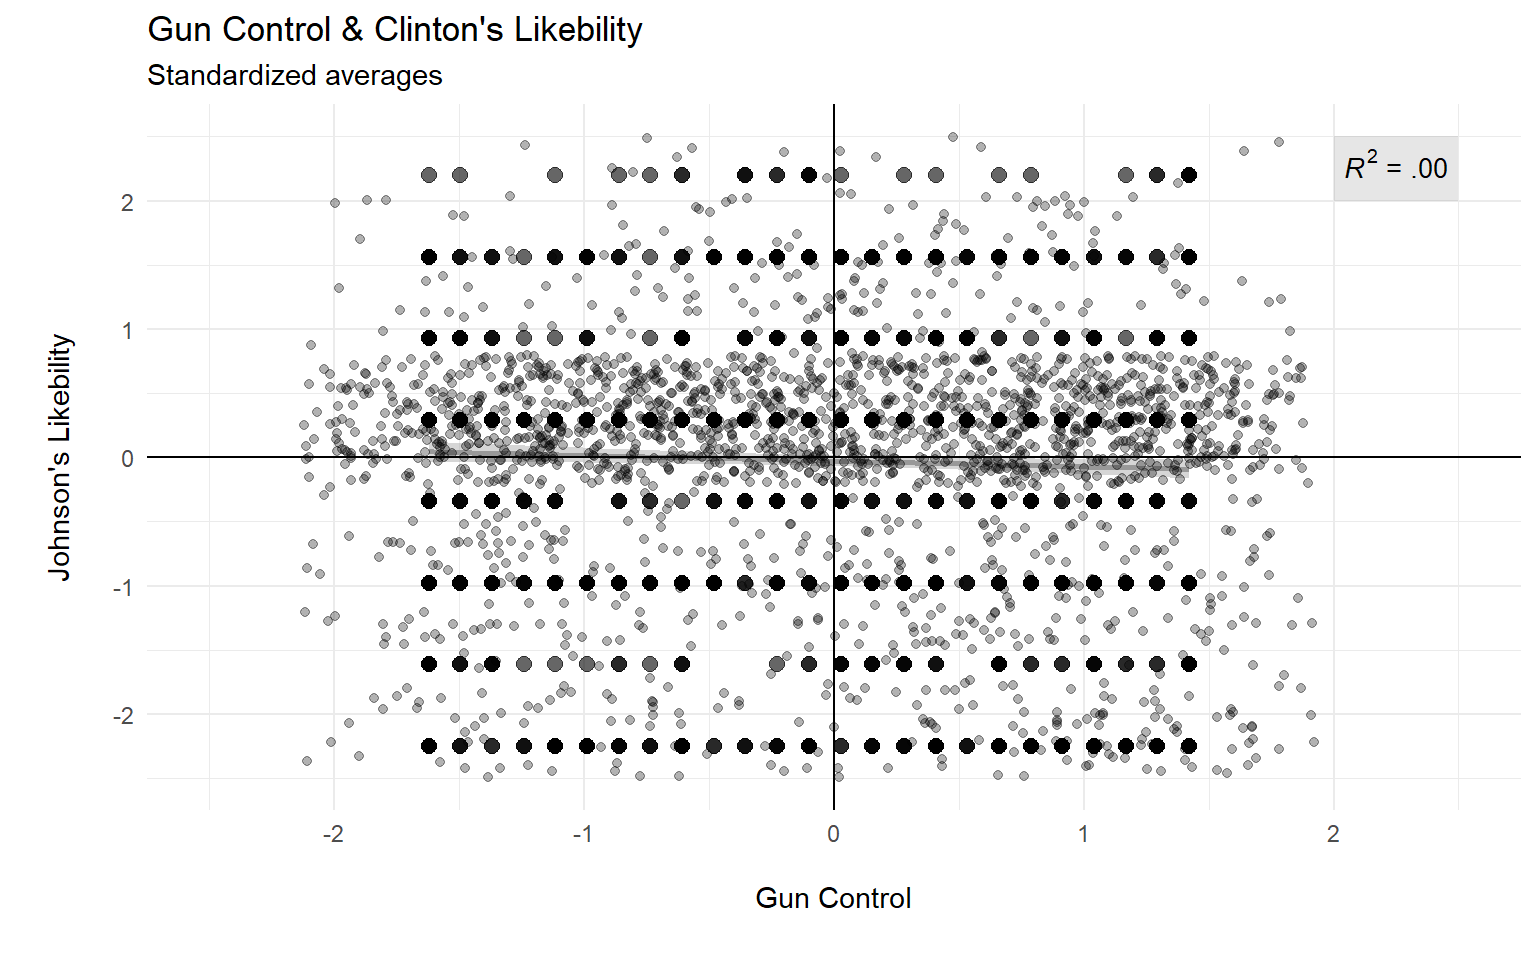 Gun Control & Clinton's Likebility
Standardized averages
R² = .00
2
1
0
-1
-2
Johnson's Likebility
-2
-1
0
1
2
Gun Control